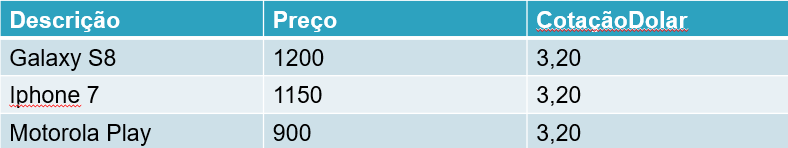 Descrição Preço CotaçãoDolar
Galaxy S8 1200 3,20
Iphone 7 1150 3,20
Motorola Play 900 3,20